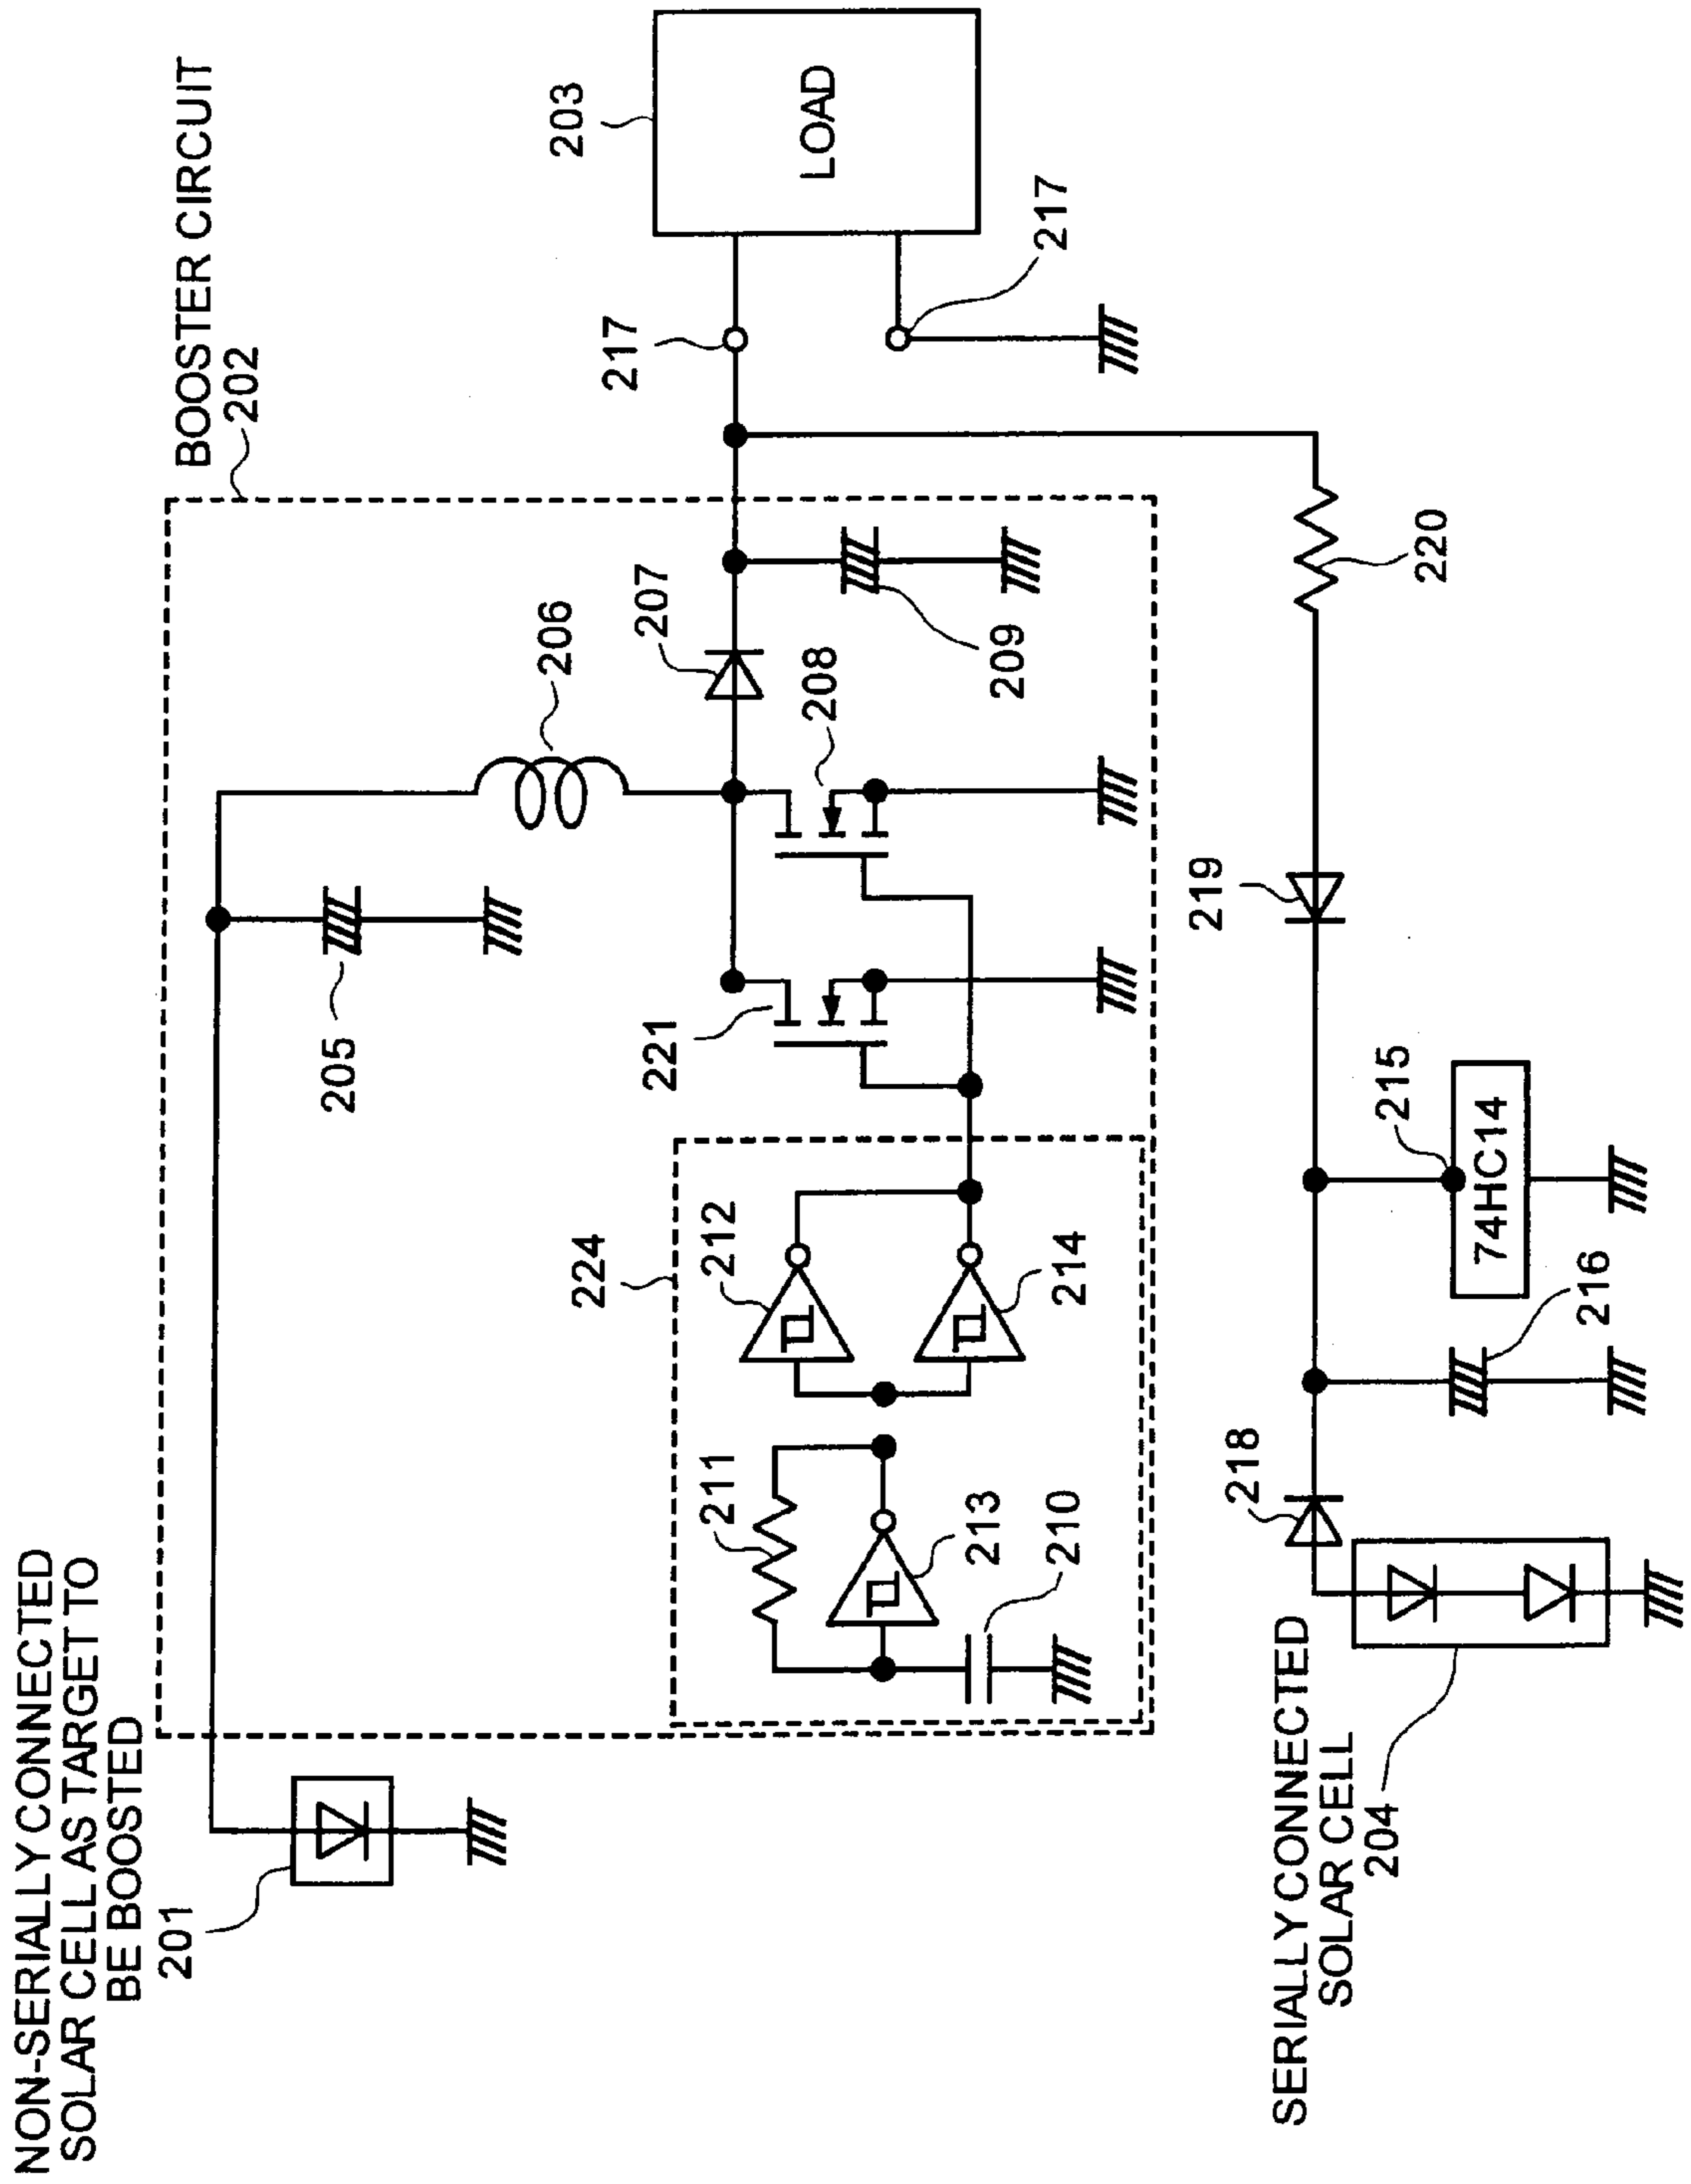 NON-SERIALLY CONNECTED
SOLAR CELL AS TARGET TO
BE BOOSTED
201
BOOSTER CIRCUIT
202
205
206
207
208
209
221
224
211
212
213
214
210
217
217
203
LOAD
SERIALLY CONNECTED
SOLAR CELL
204
218
216
215
74HC14
219
220